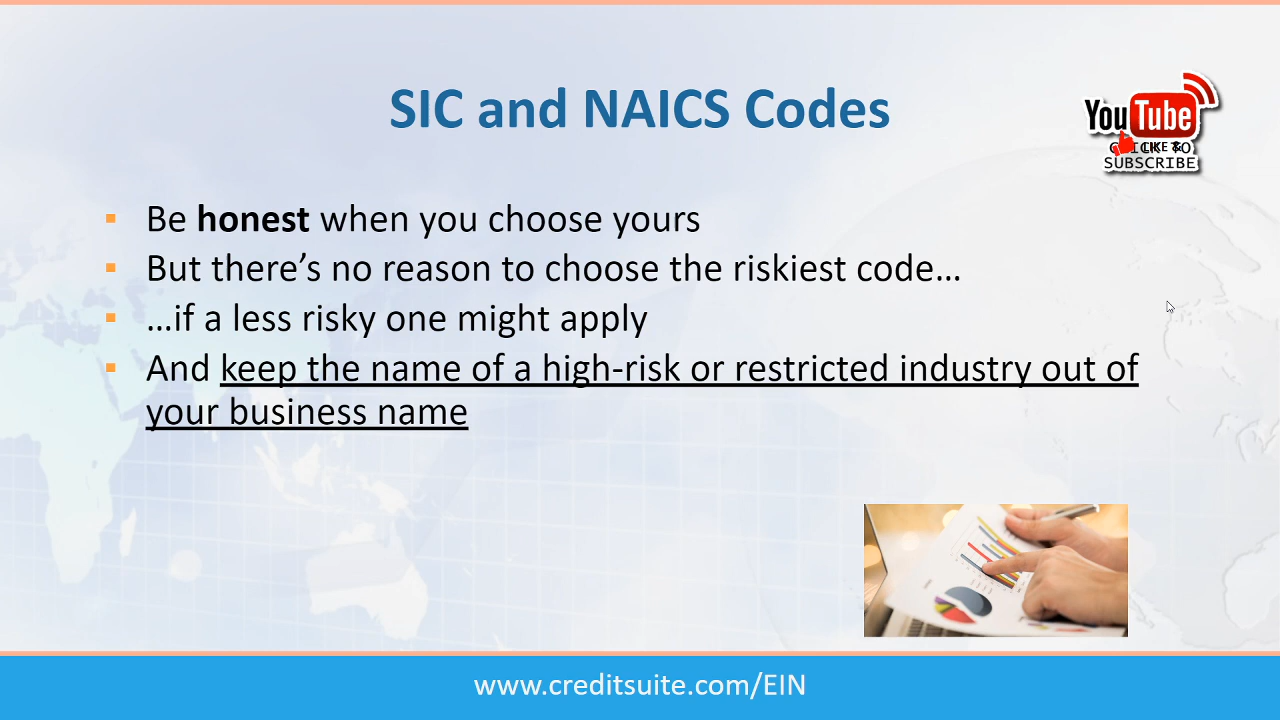 SIC and NAICS Codes
YouTube
LIKE &
SUBSCRIBE
Be honest when you choose yours
But there’s no reason to choose the riskiest code…
…if a less risky one might apply
And keep the name of a high-risk or restricted industry out of
your business name
www.creditsuite.com/EIN